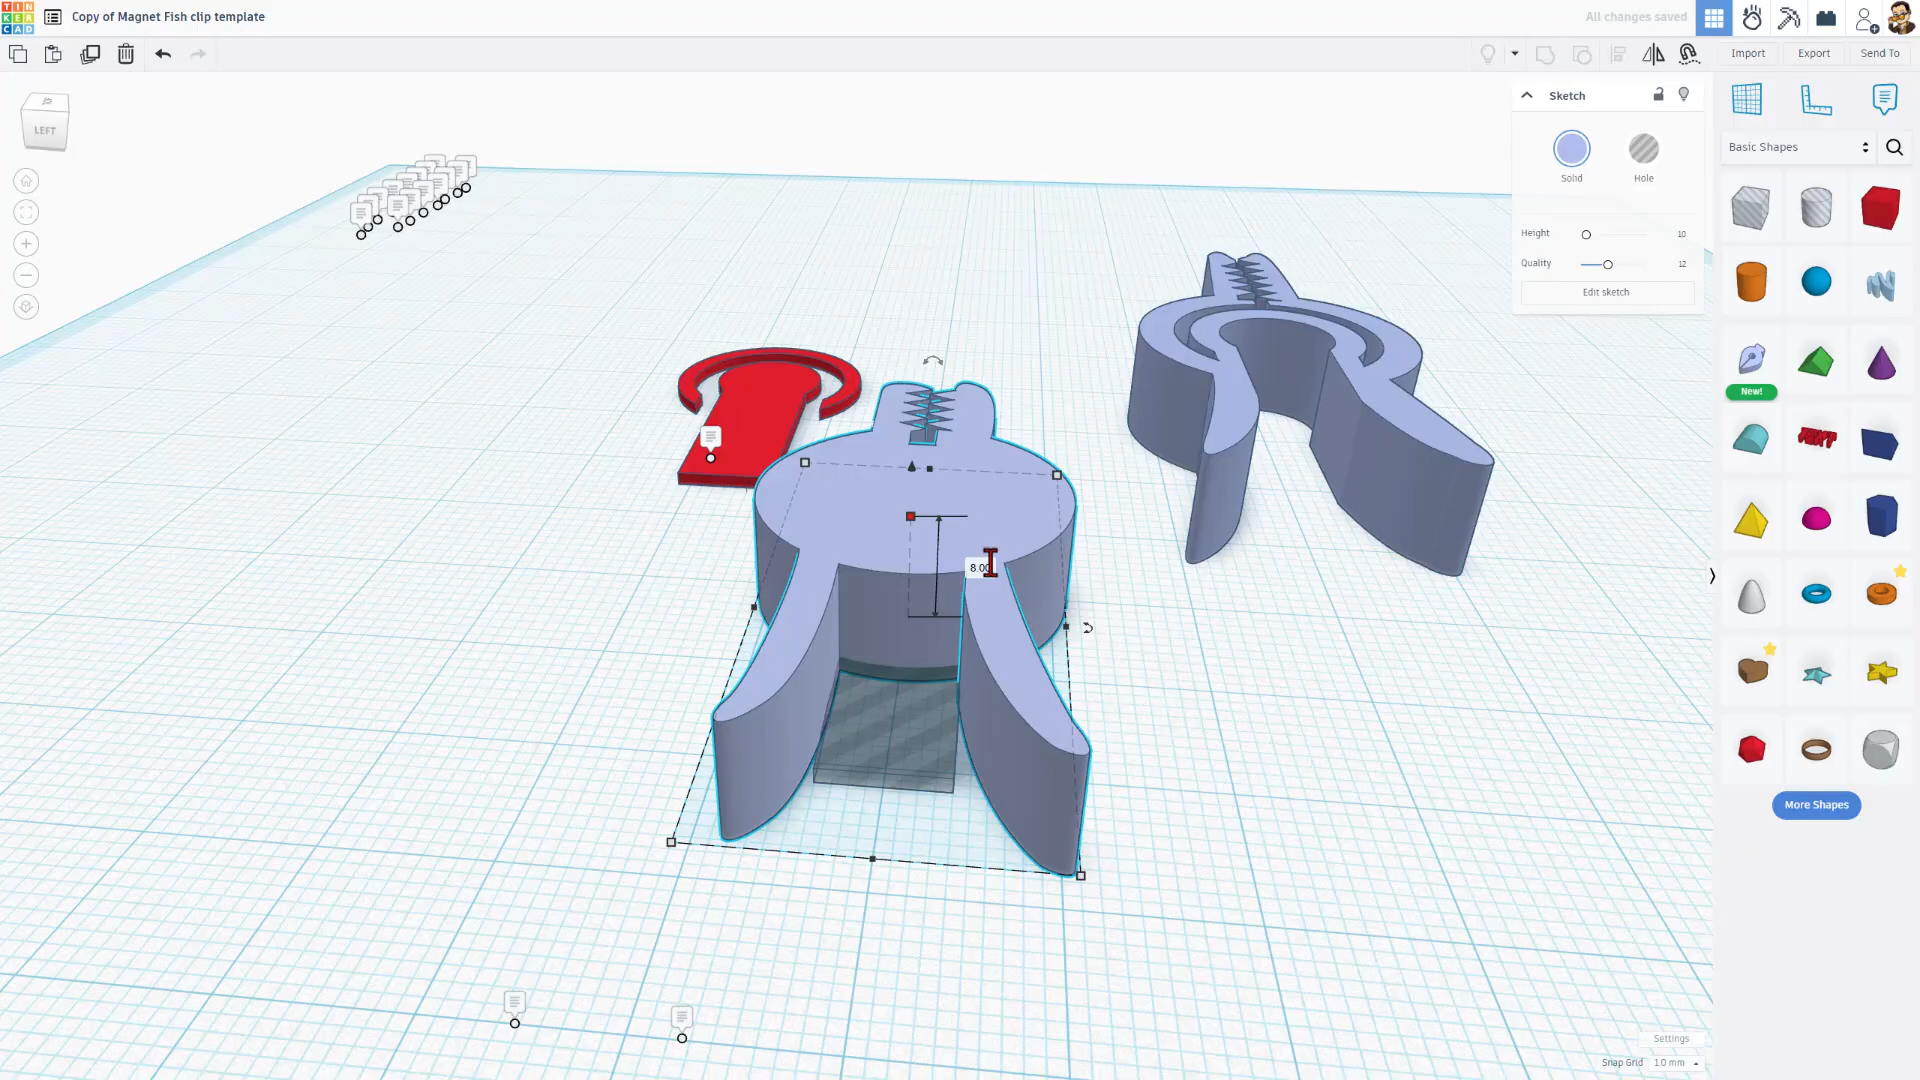 TIN
KER
CAD
Copy of Magnet Fish clip template
All changes saved
Import
Export
Send To
LEFT
Sketch
Solid
Hole
Height
10
Quality
12
Edit sketch
Basic Shapes
New!
8.00
More Shapes
Settings
Snap Grid
1.0 mm